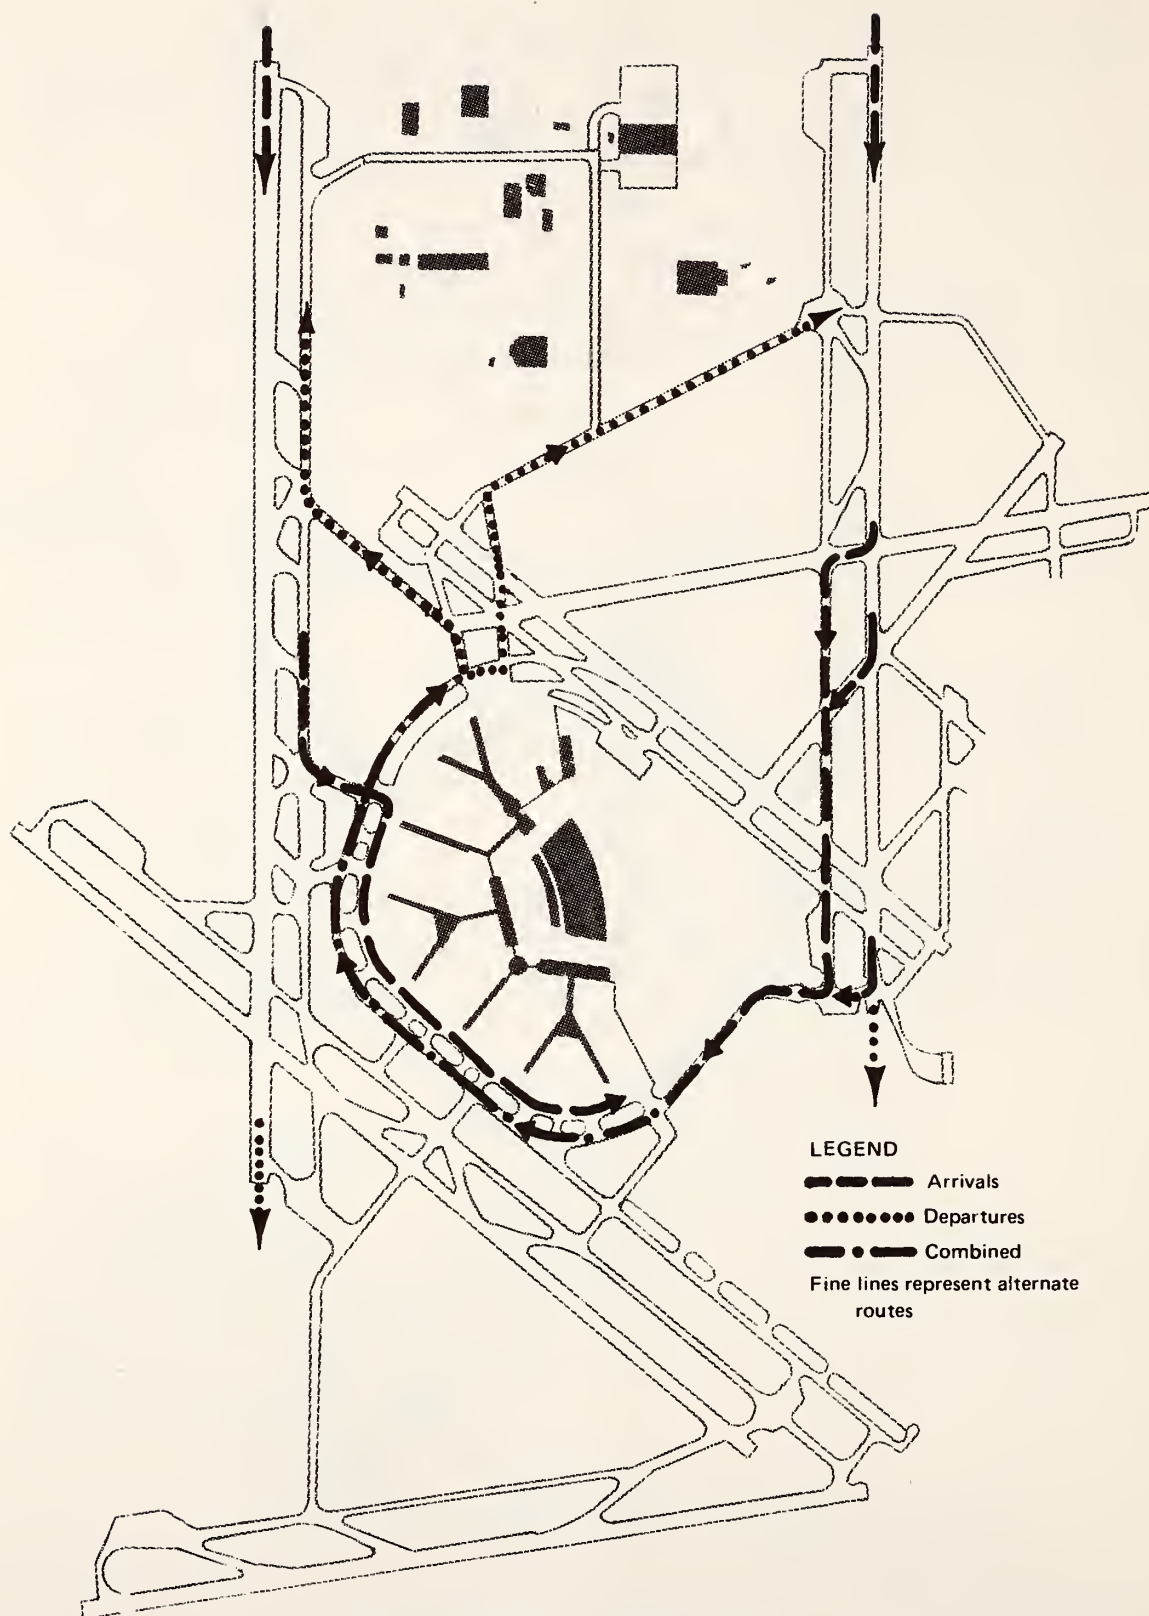 LEGEND
Arrivals
Departures
Combined
Fine lines represent alternate
routes